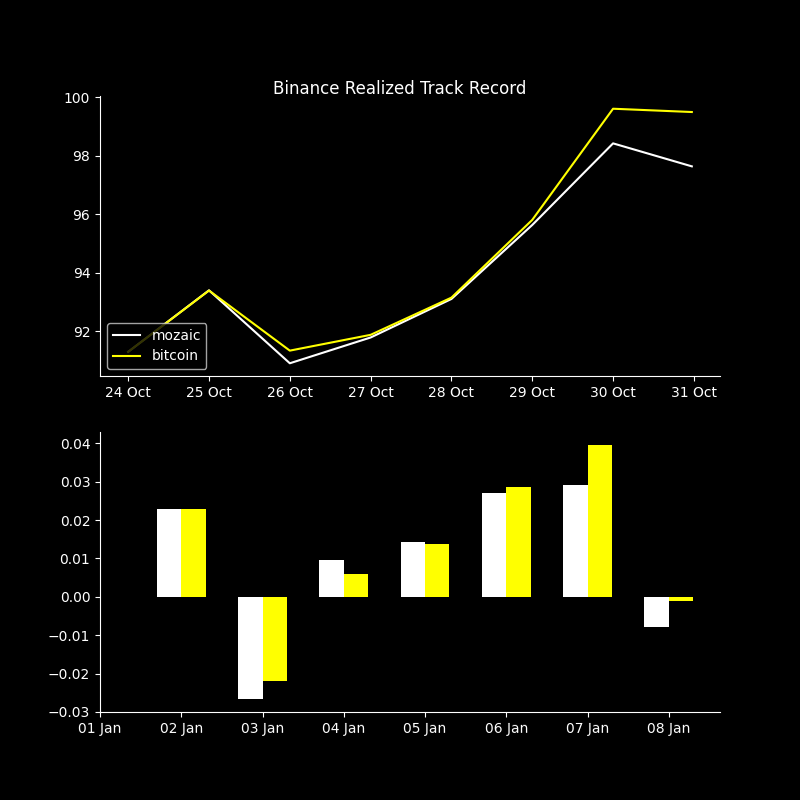 Binance Realized Track Record
100
98
96
94
92
mozaic
bitcoin
24 Oct 25 Oct 26 Oct 27 Oct 28 Oct 29 Oct 30 Oct 31 Oct
0.04
0.03
0.02
0.01
0.00
−0.01
−0.02
−0.03
01 Jan 02 Jan 03 Jan 04 Jan 05 Jan 06 Jan 07 Jan 08 Jan